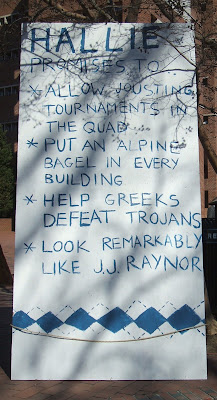 HALLIE
PROMISES TO
* ALLOW JOUSTING
TOURNAMENTS IN
THE QUAD
* PUT AN ALPINE
BAGEL IN EVERY
BUILDING
* HELP GREEKS
DEFEAT TROJANS
* LOOK REMARKABLY
LIKE J.J. RAYNOR